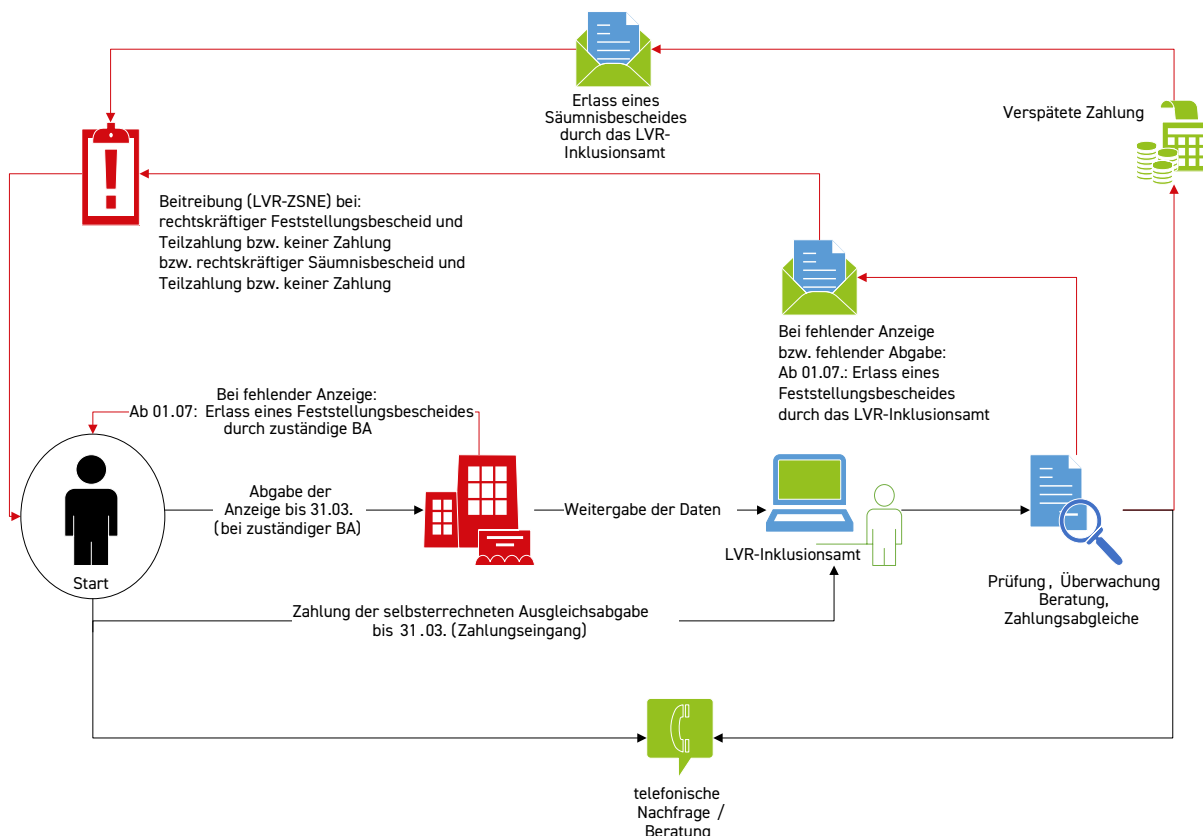 Erlass eines
Säumnisbescheides
durch das LVR-
Inklusionsamt
Verspätete Zahlung
Beitreibung (LVR-ZSNE) bei:
rechtskräftiger Feststellungsbescheid und
Teilzahlung bzw. keiner Zahlung
bzw. rechtskräftiger Säumnisbescheid und
Teilzahlung bzw. keiner Zahlung
Bei fehlender Anzeige
bzw. fehlender Abgabe:
Ab 01.07.: Erlass eines
Feststellungsbescheides
durch das LVR-Inklusionsamt
Bei fehlender Anzeige:
Ab 01.07: Erlass eines Feststellungsbescheides
durch zuständige BA
Start
Abgabe der
Anzeige bis 31.03.
(bei zuständiger BA)
Weitergabe der Daten
LVR-Inklusionsamt
Prüfung, Überwachung
Beratung,
Zahlungsabgleiche
Zahlung der selbsterrechneten Ausgleichsabgabe
bis 31.03. (Zahlungseingang)
telefonische
Nachfrage /
Beratung